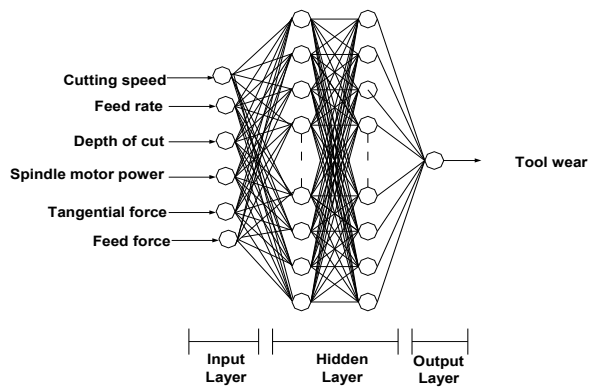 Cutting speed
Feed rate
Depth of cut
Spindle motor power
Tangential force
Feed force
Tool wear
Input
Layer
Hidden
Layer
Output
Layer